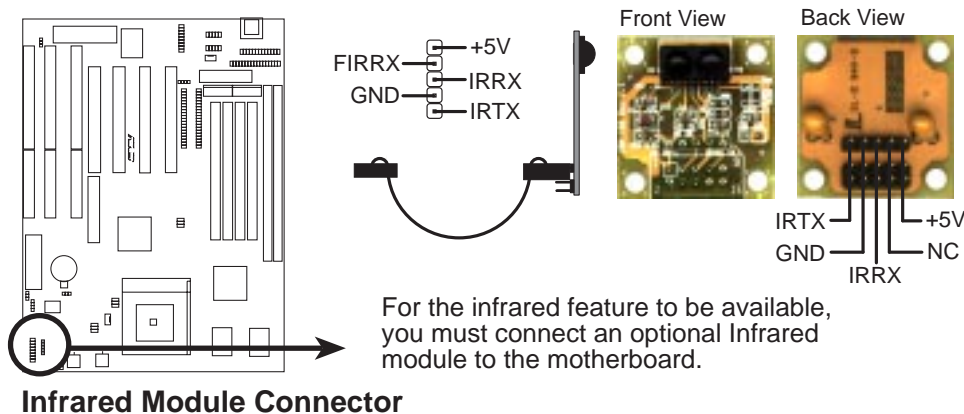 Front View
Back View
+5V
FIRRX
IRRX
GND
IRTX
IRTX
+5V
GND
NC
IRRX
For the infrared feature to be available,
you must connect an optional Infrared
module to the motherboard.
Infrared Module Connector